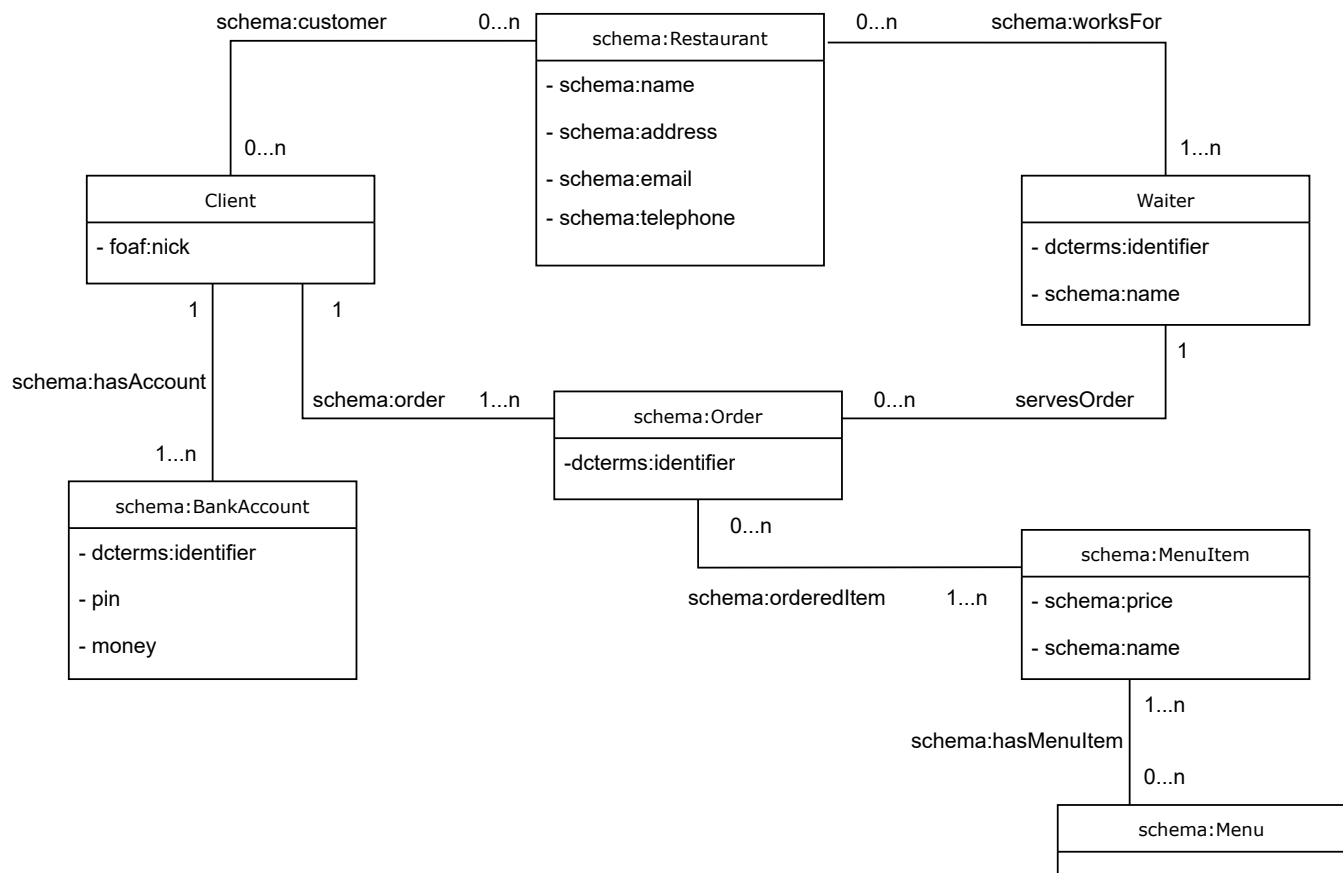 schema:customer
0...n
schema:Restaurant
- schema:name
- schema:address
- schema:email
- schema:telephone
0...n
schema:worksFor
0...n
1...n
Client
- foaf:nick
Waiter
- dcterms:identifier
- schema:name
1
1
1
schema:hasAccount
schema:order
1...n
schema:Order
-dcterms:identifier
0...n
servesOrder
1...n
schema:BankAccount
- dcterms:identifier
- pin
- money
0...n
schema:orderedItem
1...n
schema:MenuItem
- schema:price
- schema:name
1...n
schema:hasMenuItem
0...n
schema:Menu